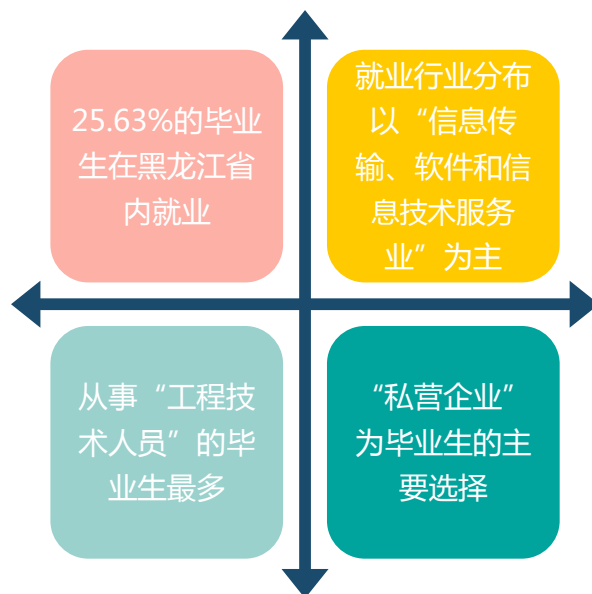 25.63%的毕业
生在黑龙江省
内就业
就业行业分布
以“信息传
输、软件和信
息技术服务
业”为主
从事“工程技
术人员”的毕
业生最多
“私营企业”
为毕业生的主
要选择